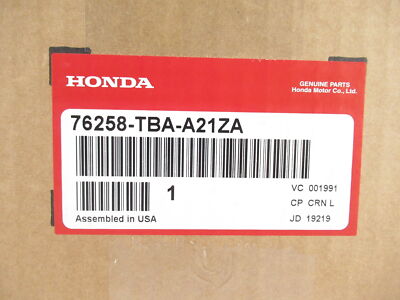 HONDA
GENUINE PARTS
Honda Motor Co., Ltd.
76258-TBA-A21ZA
1
VC 001991
CP CRN L
Assembled in USA
JD 19219